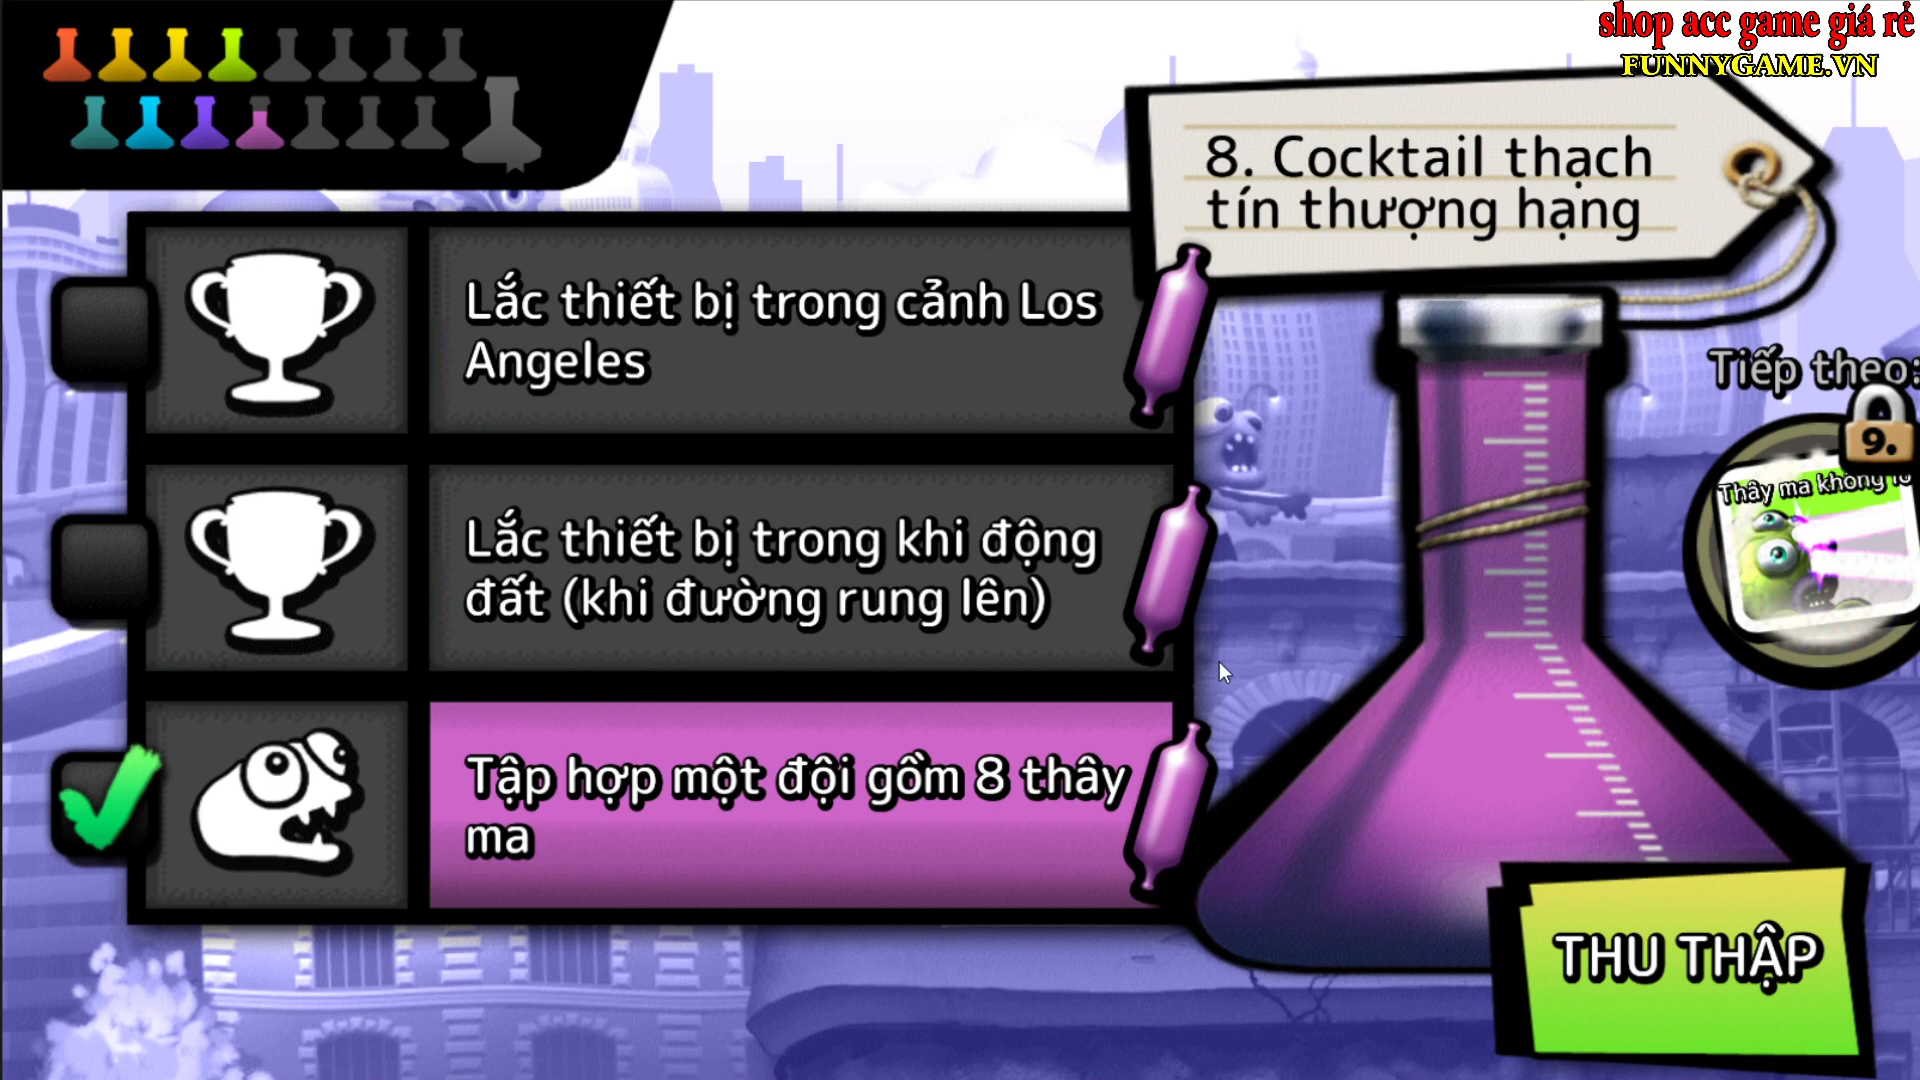 shop acc game giá rẻ
FUNNYGAME.VN
8. Cocktail thạch
tín thượng hạng
Lắc thiết bị trong cảnh Los
Angeles
Lắc thiết bị trong khi động
đất (khi đường rung lên)
Tập hợp một đội gồm 8 thây
ma
Tiếp theo:
9.
Thây ma không
THU THẬP